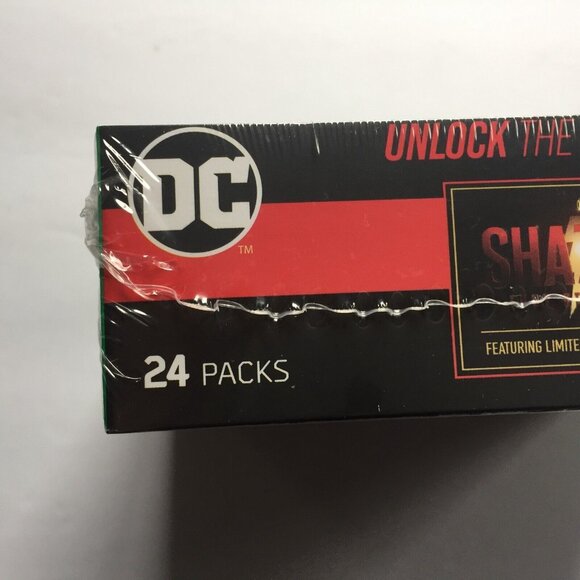 DC
TM
UNLOCK THE
SHA
24 PACKS
FEATURING LIMITE